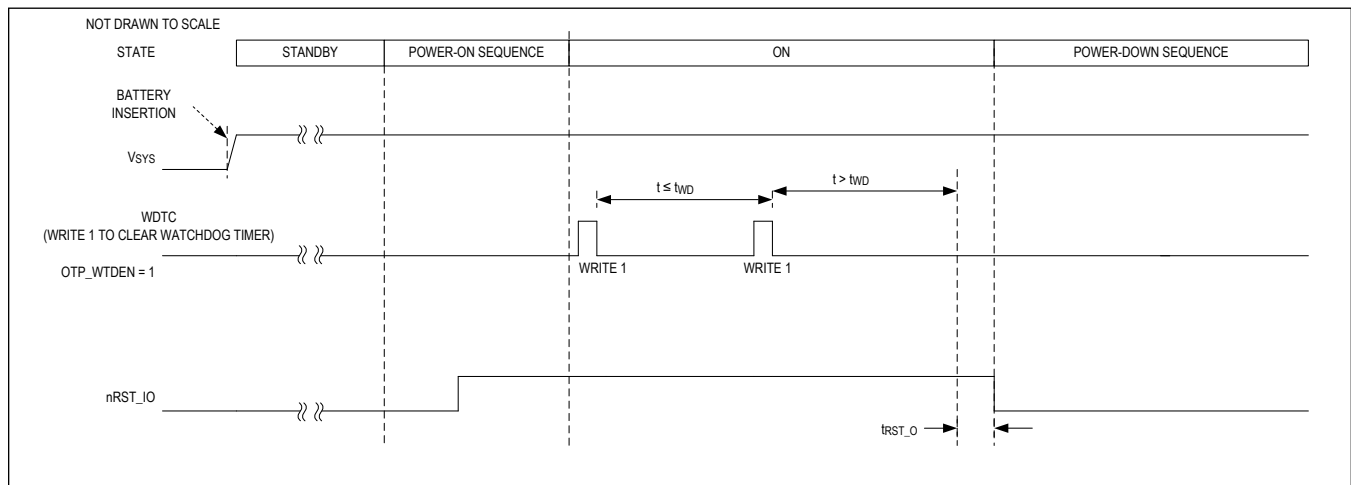 NOT DRAWN TO SCALE
STATE
STANDBY
POWER-ON SEQUENCE
ON
POWER-DOWN SEQUENCE
BATTERY
INSERTION
VSYS
t ≤ tWD
t > tWD
WDTC
(WRITE 1 TO CLEAR WATCHDOG TIMER)
OTP_WTDEN = 1
WRITE 1
WRITE 1
nRST_IO
tRST_O